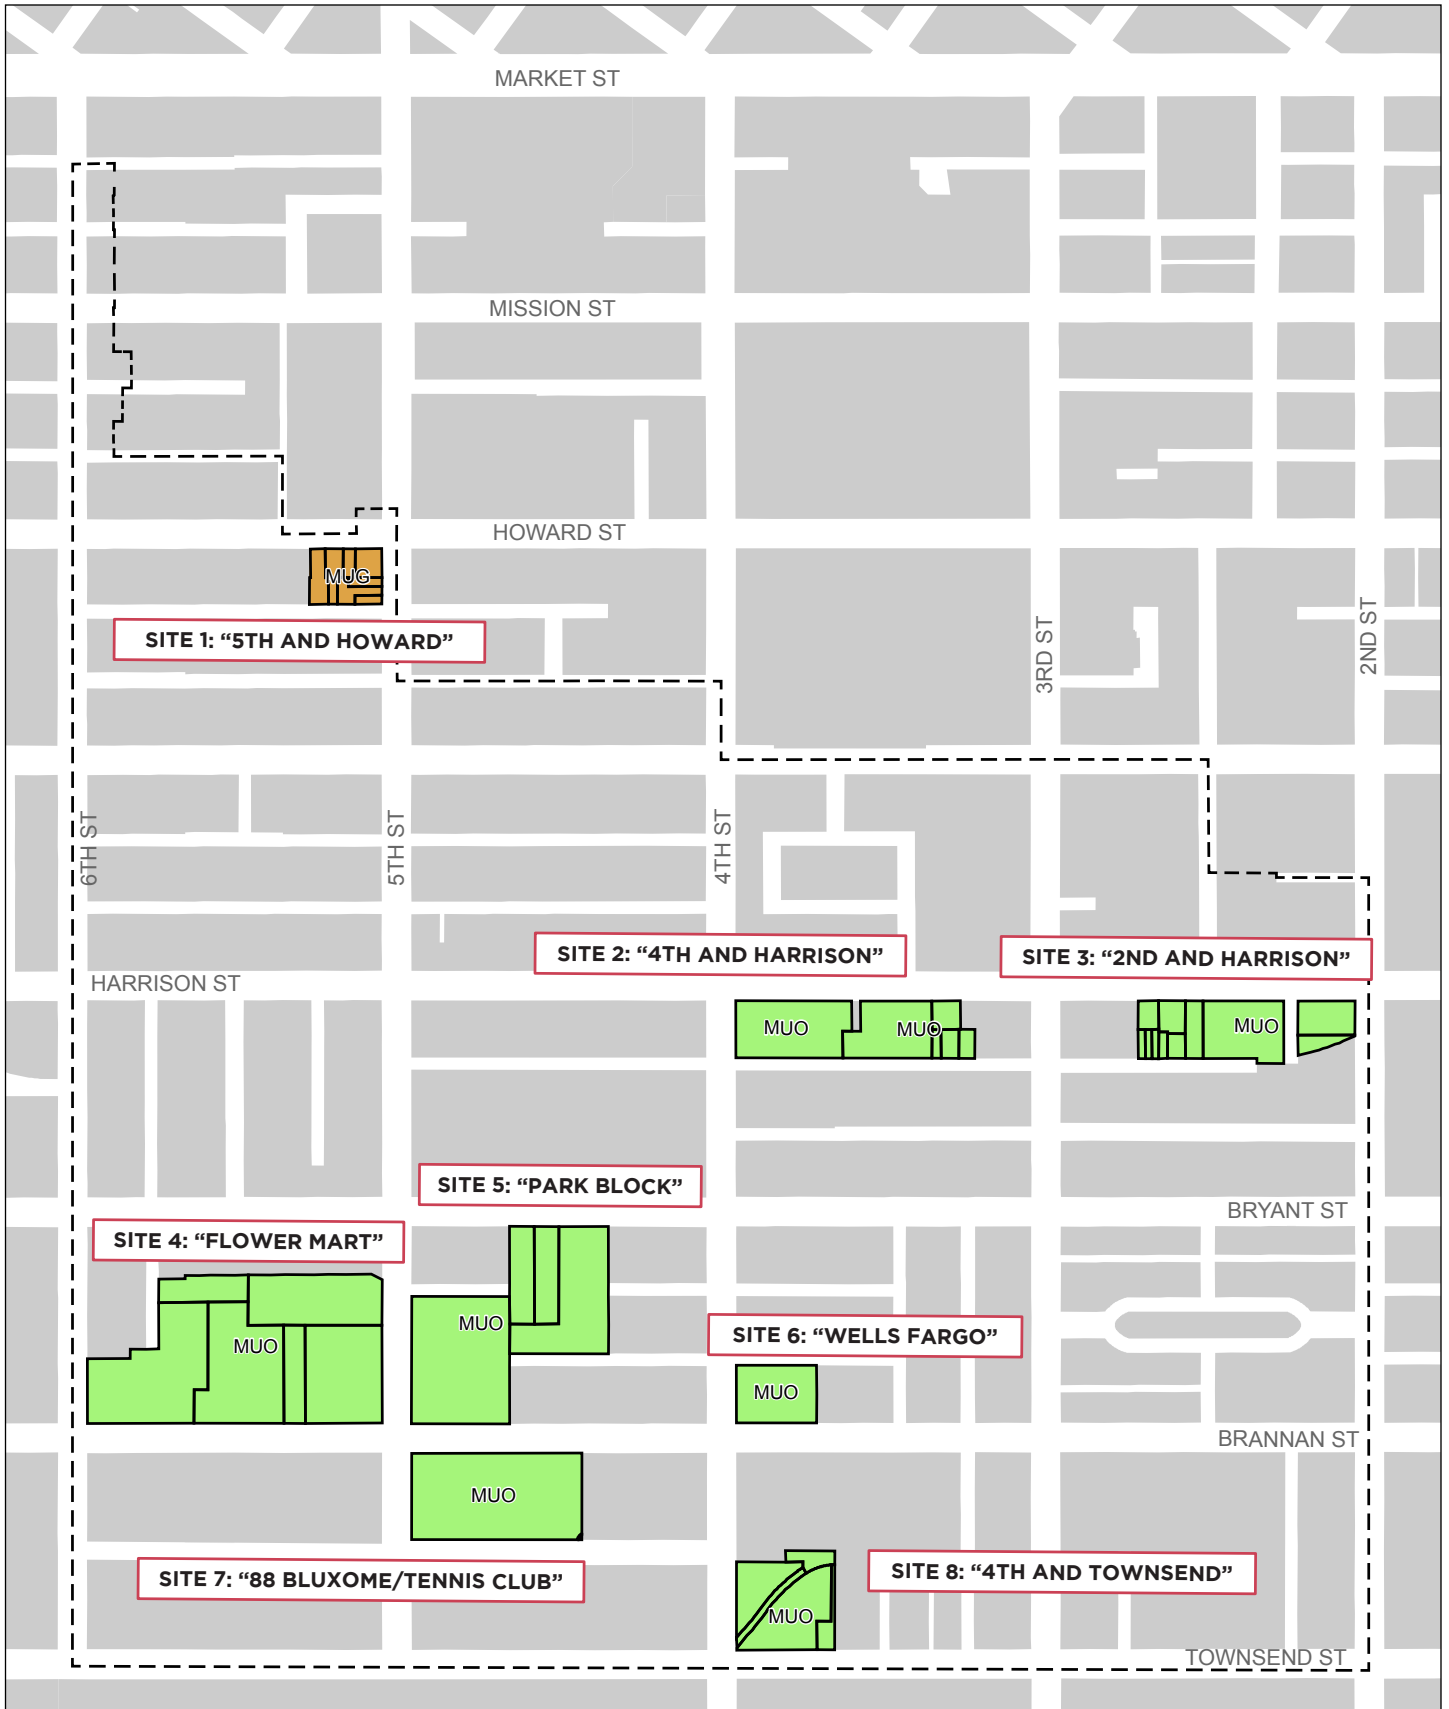 MARKET ST
MISSION ST
HOWARD ST
MUG
SITE 1: “5TH AND HOWARD”
3RD ST
2ND ST
6TH ST
5TH ST
4TH ST
SITE 2: “4TH AND HARRISON”
SITE 3: “2ND AND HARRISON”
HARRISON ST
MUO
MUO
MUO
SITE 5: “PARK BLOCK”
BRYANT ST
SITE 4: “FLOWER MART”
MUO
MUO
SITE 6: “WELLS FARGO”
MUO
BRANNAN ST
MUO
SITE 7: “88 BLUXOME/TENNIS CLUB”
SITE 8: “4TH AND TOWNSEND”
MUO
TOWNSEND ST